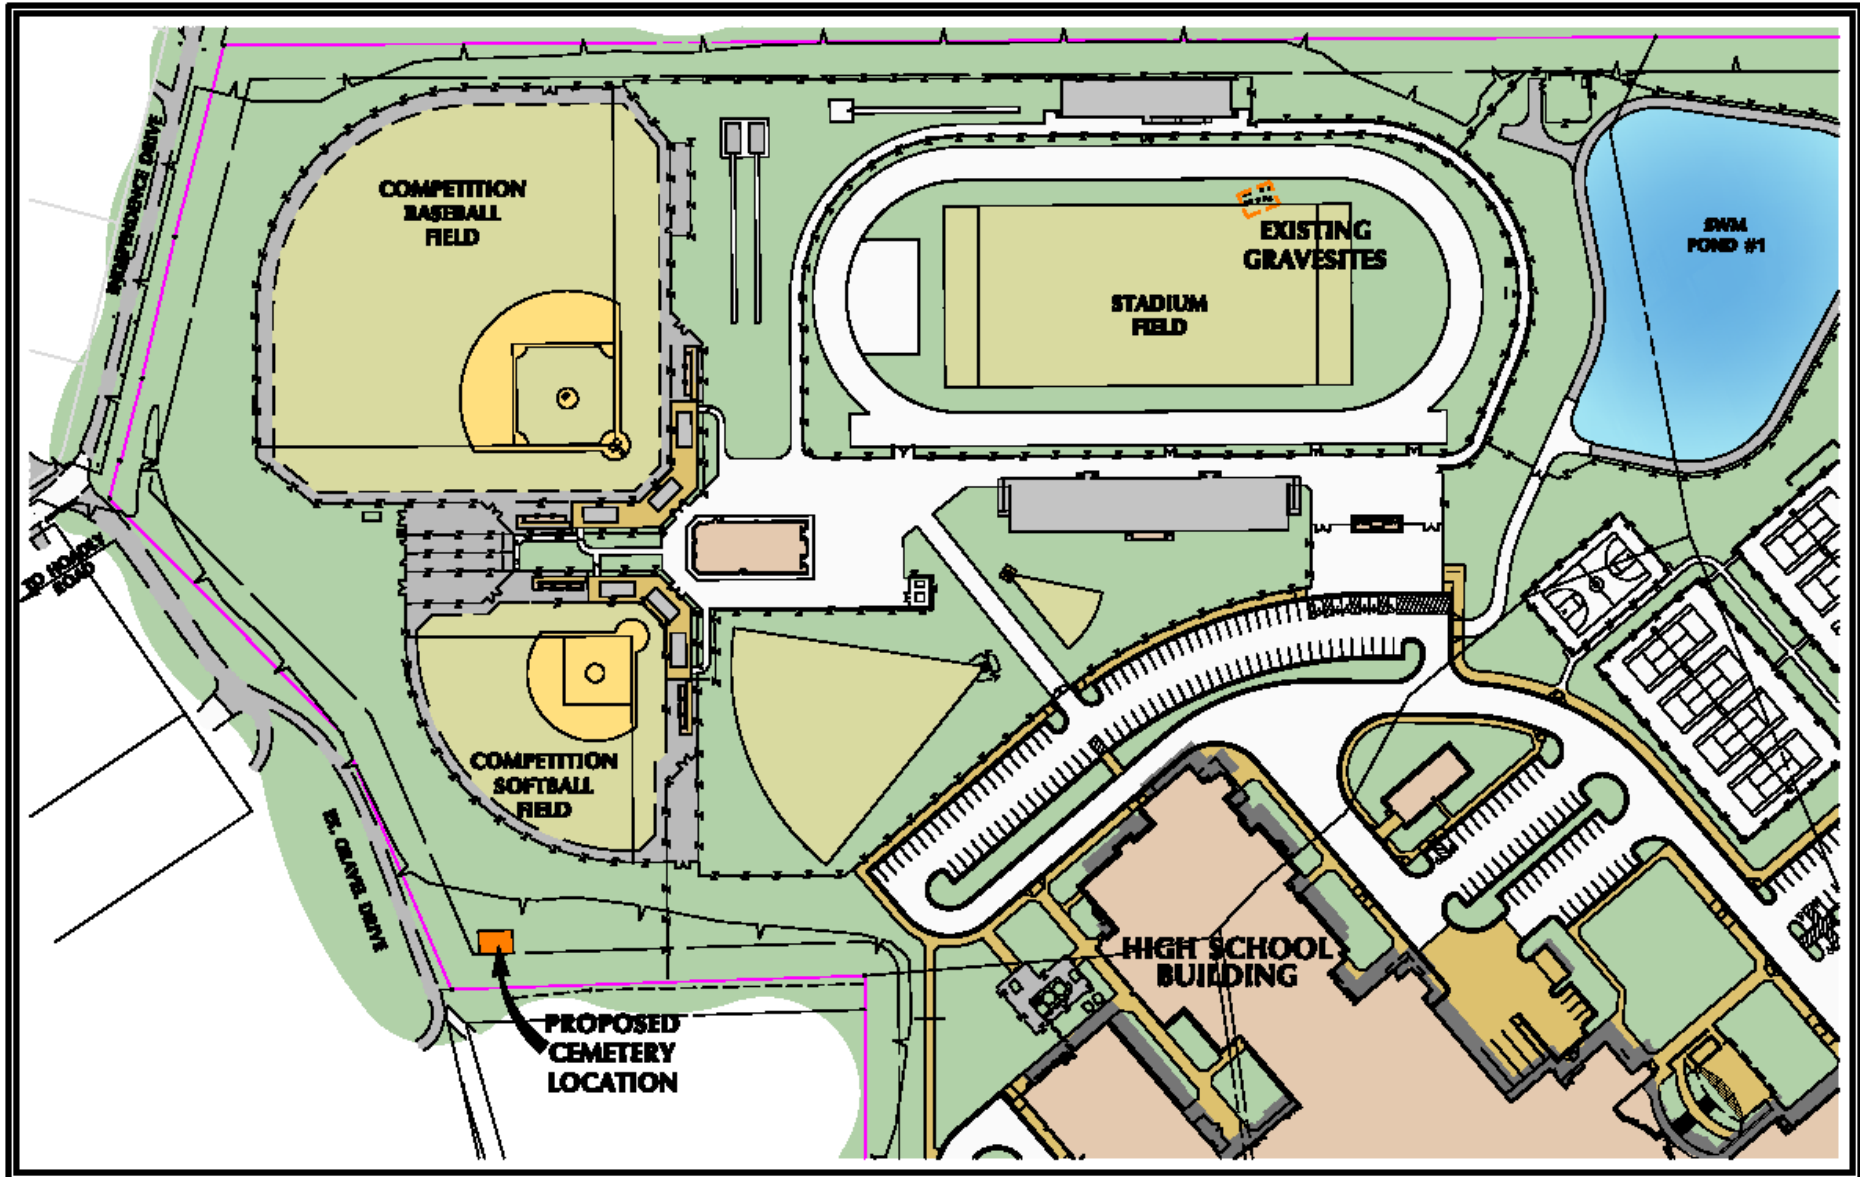 INDEPENDENCE DRIVE
COMPETITION
BASEBALL
FIELD
EXISTING
GRAVESITES
STADIUM
FIELD
SWM
POND #1
TO HOADLY
ROAD
COMPETITION
SOFTBALL
FIELD
DRIVE
HIGH SCHOOL
BUILDING
PROPOSED
CEMETERY
LOCATION